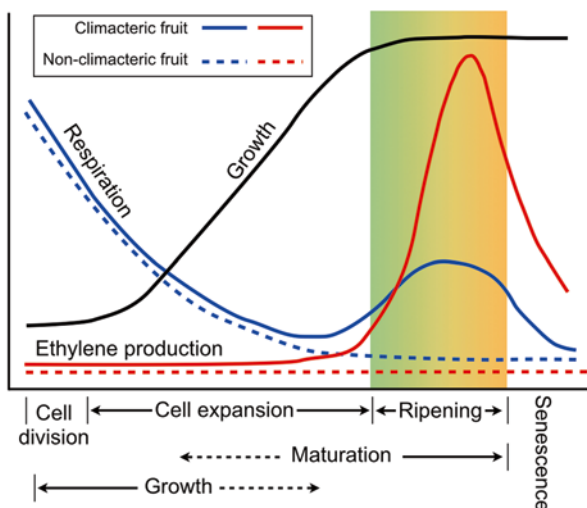 Climacteric fruit
Non-climacteric fruit
Respiration
Growth
Ethylene production
Cell division
Cell expansion
Ripening
Senescence
Maturation
Growth